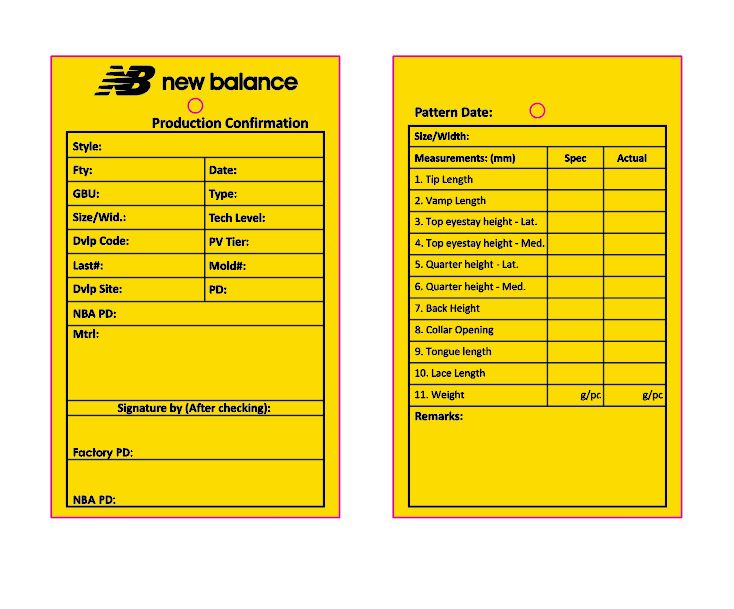 NB new balance
Production Confirmation
Style:
Fty: Date:
GBU: Type:
Size/Wid.: Tech Level:
Dvlp Code: PV Tier:
Last#: Mold#:
Dvlp Site: PD:
NBA PD:
Mtrl:
Signature by (After checking):
Factory PD:
NBA PD:
Pattern Date:
Size/Width:
Measurements: (mm) Spec Actual
1. Tip Length
2. Vamp Length
3. Top eyestay height - Lat.
4. Top eyestay height - Med.
5. Quarter height - Lat.
6. Quarter height - Med.
7. Back Height
8. Collar Opening
9. Tongue length
10. Lace Length
11. Weight g/pc g/pc
Remarks: